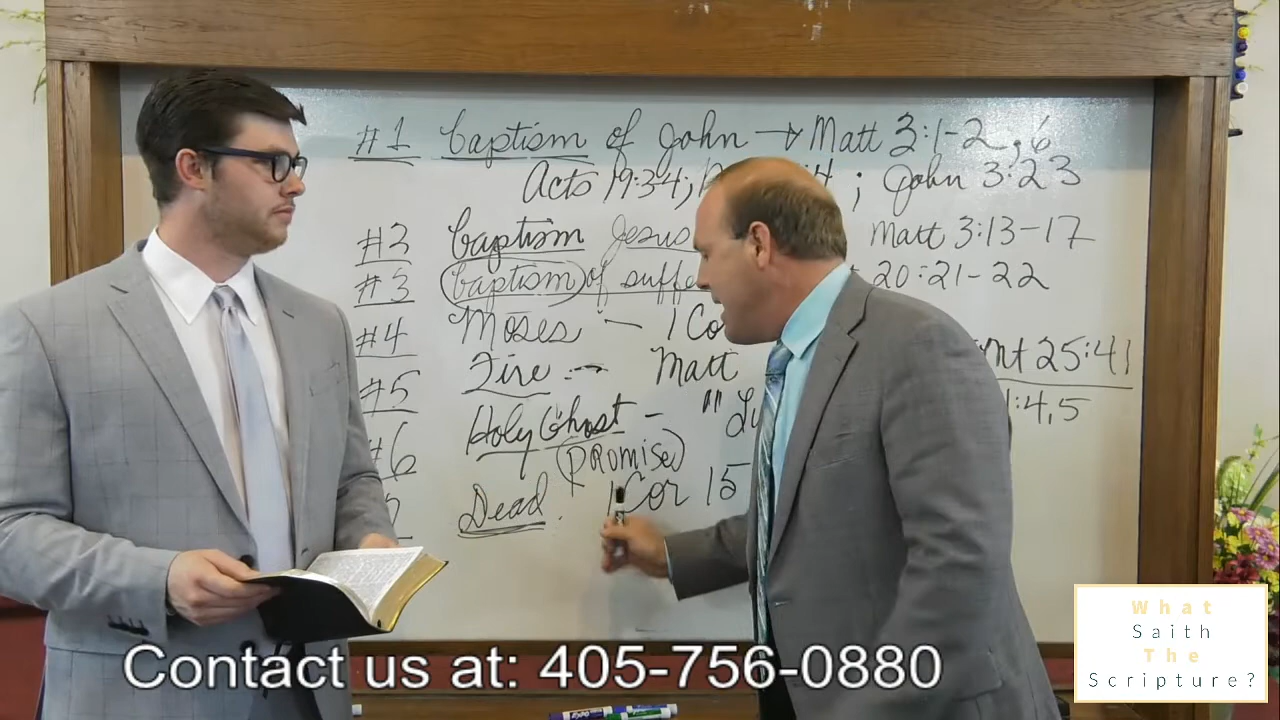 #1 baptism of John → Matt 3:1-2, 6
Acts 19:3-4; ; John 3:23
#2 baptism Jesus Matt 3:13-17
#3 (baptism) of 20:21-22
#4 Moses — 1 Co
#5 Fire — Matt Mt 25:41
#6 Holy Ghost — " 1:4,5
(promise)
Dead 1 Cor 15
What
Saith
The
Scripture?
Contact us at: 405-756-0880